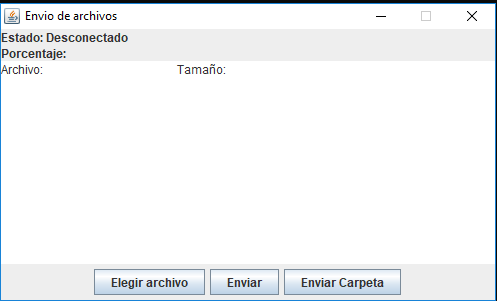 Envio de archivos
Estado: Desconectado
Porcentaje:
Archivo: Tamaño:
Elegir archivo Enviar Enviar Carpeta